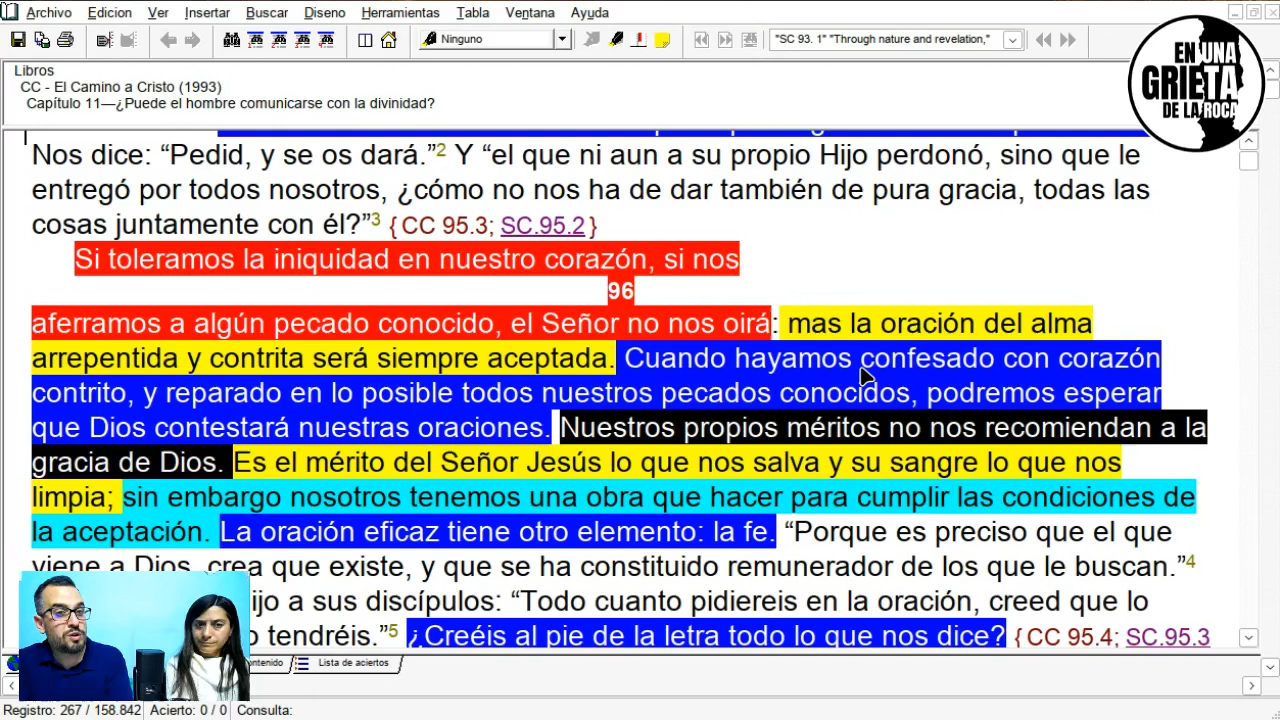 Archivo Edicion Ver Insertar Buscar Diseño Herramientas Tabla Ventana Ayuda
Ninguno "SC 93. 1" "Through nature and revelation,"
EN UNA
GRIETA
DE LA ROCA
Libros
CC - El Camino a Cristo (1993)
Capítulo 11—¿Puede el hombre comunicarse con la divinidad?
Nos dice: “Pedid, y se os dará.”2 Y “el que ni aun a su propio Hijo perdonó, sino que le
entregó por todos nosotros, ¿cómo no nos ha de dar también de pura gracia, todas las
cosas juntamente con él?”3 {CC 95.3; SC.95.2}
Si toleramos la iniquidad en nuestro corazón, si nos
96
aferramos a algún pecado conocido, el Señor no nos oirá: mas la oración del alma
arrepentida y contrita será siempre aceptada. Cuando hayamos confesado con corazón
contrito, y reparado en lo posible todos nuestros pecados conocidos, podremos esperar
que Dios contestará nuestras oraciones. Nuestros propios méritos no nos recomiendan a la
gracia de Dios. Es el mérito del Señor Jesús lo que nos salva y su sangre lo que nos
limpia; sin embargo nosotros tenemos una obra que hacer para cumplir las condiciones de
la aceptación. La oración eficaz tiene otro elemento: la fe. “Porque es preciso que el que
viene a Dios, crea que existe, y que se ha constituido remunerador de los que le buscan.”4
ijo a sus discípulos: “Todo cuanto pidiereis en la oración, creed que lo
o tendréis.”5 ¿Creéis al pie de la letra todo lo que nos dice? {CC 95.4; SC.95.3
ontenido Lista de aciertos
Registro: 267 / 158.842 Acierto: 0 / 0 Consulta: